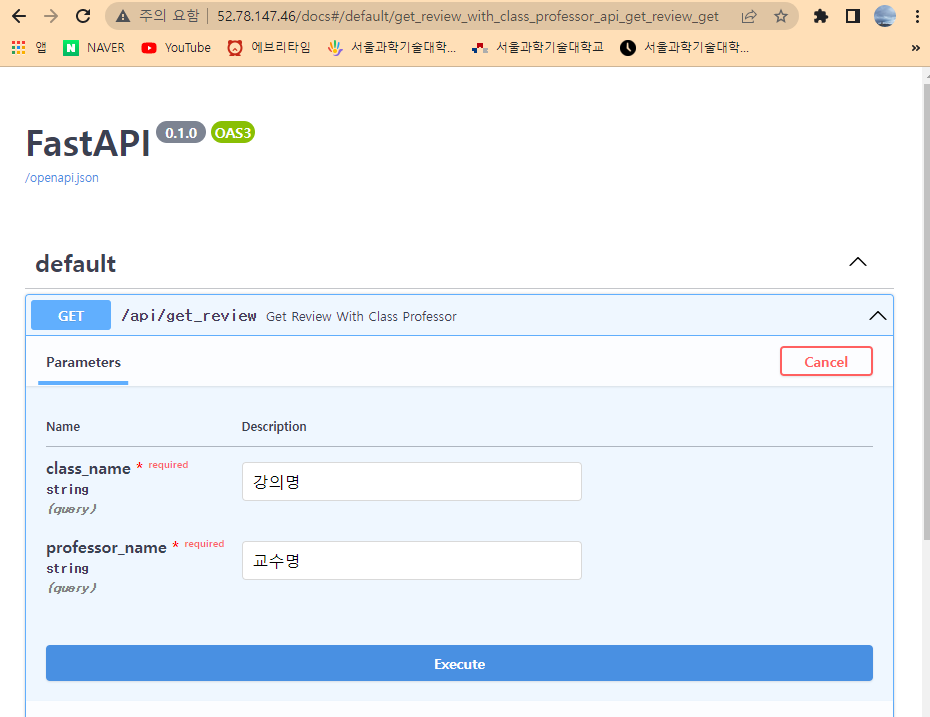 주의 요함 52.78.147.46/docs#/default/get_review_with_class_professor_api_get_review_get
앱 NAVER YouTube 에브리타임 서울과학기술대학... 서울과학기술대학교 서울과학기술대학... »
FastAPI 0.1.0 OAS3
/openapi.json
default
GET /api/get_review Get Review With Class Professor
Parameters Cancel
Name Description
class_name * required
string
(query)
강의명
professor_name * required
string
(query)
교수명
Execute